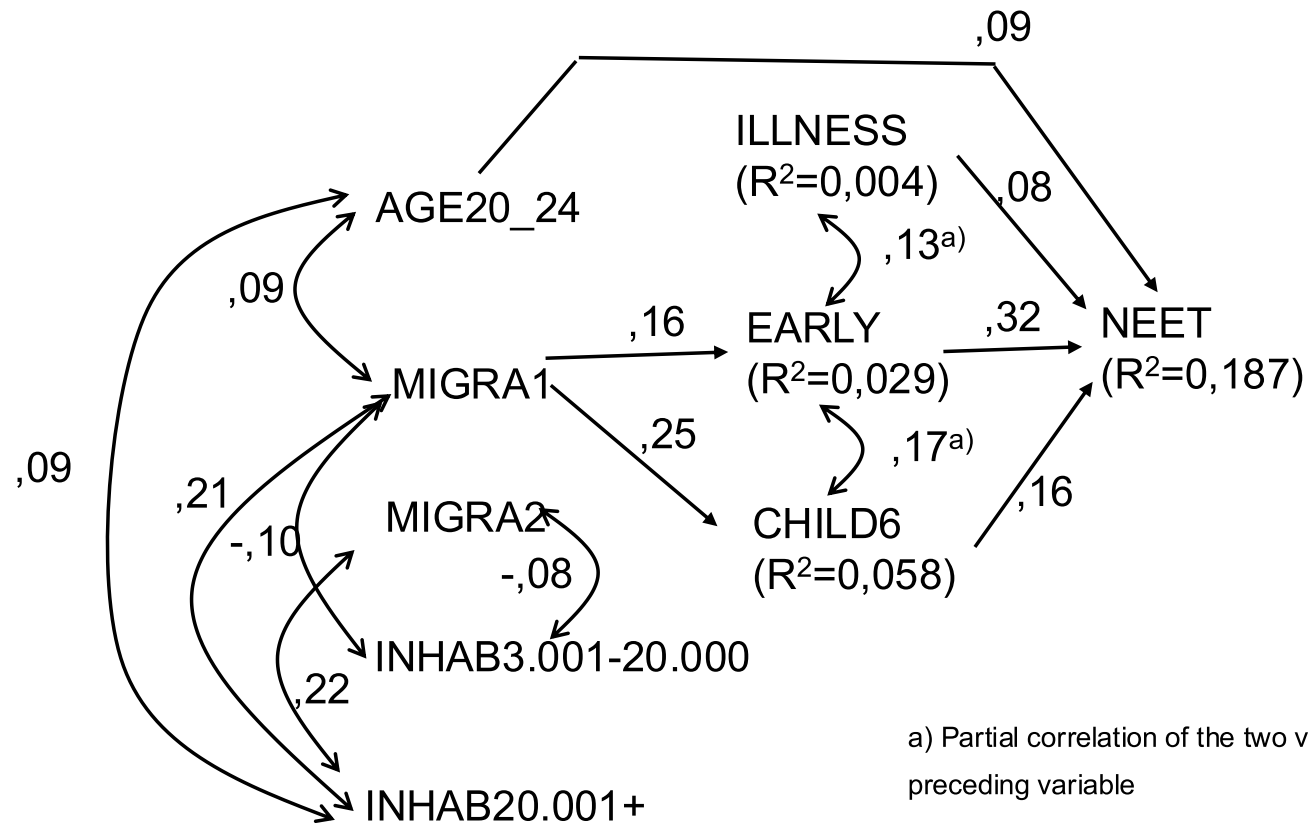 ,09
ILLNESS
(R²=0,004)
,08
AGE20_24
,13a)
,09
,16
EARLY
(R²=0,029)
,32
NEET
(R²=0,187)
MIGRA1
,25
,17a)
,09
,21
-,10
MIGRA2
-,08
CHILD6
(R²=0,058)
,16
INHAB3.001-20.000
,22
INHAB20.001+
a) Partial correlation of the two v
preceding variable